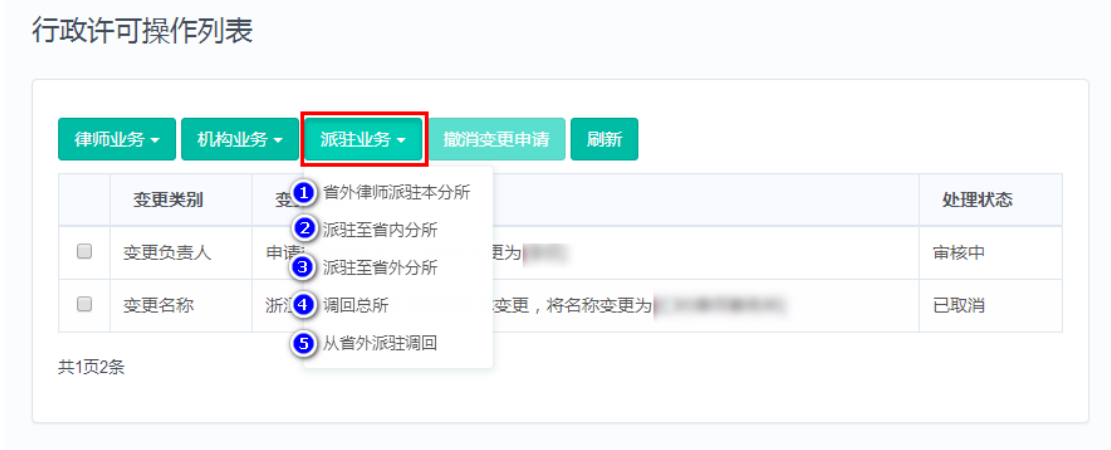 行政许可操作列表
律师业务 机构业务 派驻业务 撤消变更申请 刷新
变更类别 变 处理状态
1 省外律师派驻本分所
2 派驻至省内分所
变更负责人 申请 更为 审核中
3 派驻至省外分所
变更名称 浙江 4 调回总所 变更，将名称变更为 已取消
5 从省外派驻调回
共1页2条